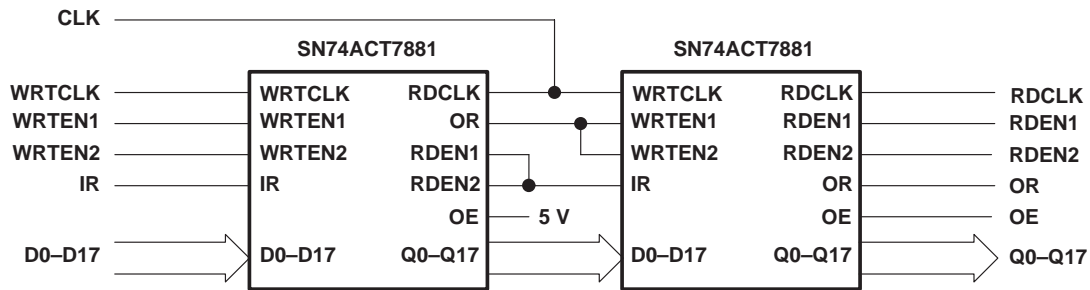 CLK
SN74ACT7881 SN74ACT7881
WRTCLK WRTCLK RDCLK WRTCLK RDCLK RDCLK
WRTEN1 WRTEN1 OR WRTEN1 RDEN1 RDEN1
WRTEN2 WRTEN2 RDEN1 WRTEN2 RDEN2 RDEN2
IR IR RDEN2 IR OR OR
OE 5 V OE OE
D0–D17 D0–D17 Q0–Q17 D0–D17 Q0–Q17 Q0–Q17